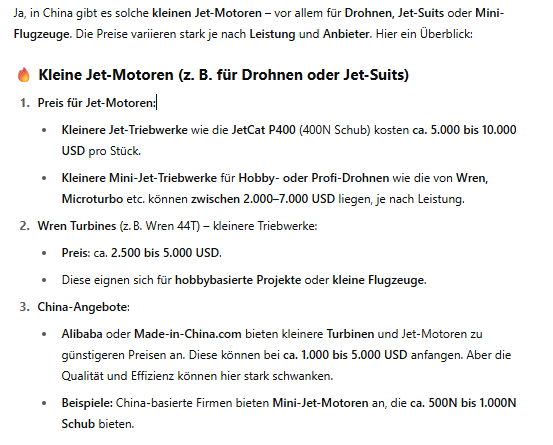 Ja, in China gibt es solche kleinen Jet-Motoren – vor allem für Drohnen, Jet-Suits oder Mini-
Flugzeuge. Die Preise variieren stark je nach Leistung und Anbieter. Hier ein Überblick:
🔥 Kleine Jet-Motoren (z. B. für Drohnen oder Jet-Suits)
1. Preis für Jet-Motoren:
• Kleinere Jet-Triebwerke wie die JetCat P400 (400N Schub) kosten ca. 5.000 bis 10.000
USD pro Stück.
• Kleinere Mini-Jet-Triebwerke für Hobby- oder Profi-Drohnen wie die von Wren,
Microturbo etc. können zwischen 2.000–7.000 USD liegen, je nach Leistung.
2. Wren Turbines (z. B. Wren 44T) – kleinere Triebwerke:
• Preis: ca. 2.500 bis 5.000 USD.
• Diese eignen sich für hobbybasierte Projekte oder kleine Flugzeuge.
3. China-Angebote:
• Alibaba oder Made-in-China.com bieten kleinere Turbinen und Jet-Motoren zu
günstigeren Preisen an. Diese können bei ca. 1.000 bis 5.000 USD anfangen. Aber die
Qualität und Effizienz können hier stark schwanken.
• Beispiele: China-basierte Firmen bieten Mini-Jet-Motoren an, die ca. 500N bis 1.000N
Schub bieten.